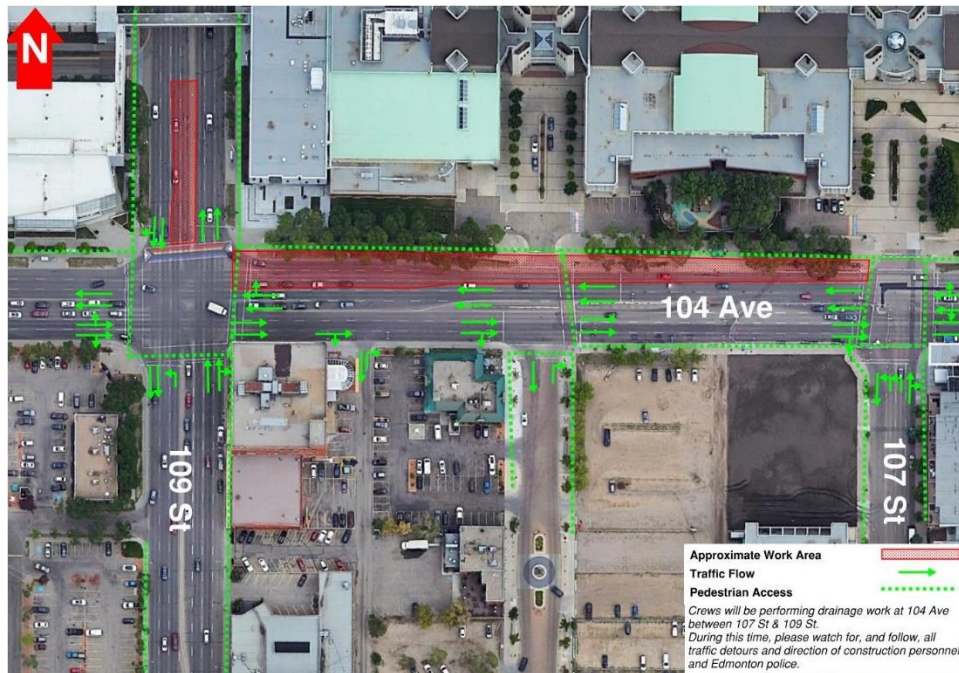 N
104 Ave
109 St
107 St
Approximate Work Area
Traffic Flow
Pedestrian Access
Crews will be performing drainage work at 104 Ave
between 107 St & 109 St.
During this time, please watch for, and follow, all
traffic detours and direction of construction personnel
and Edmonton police.